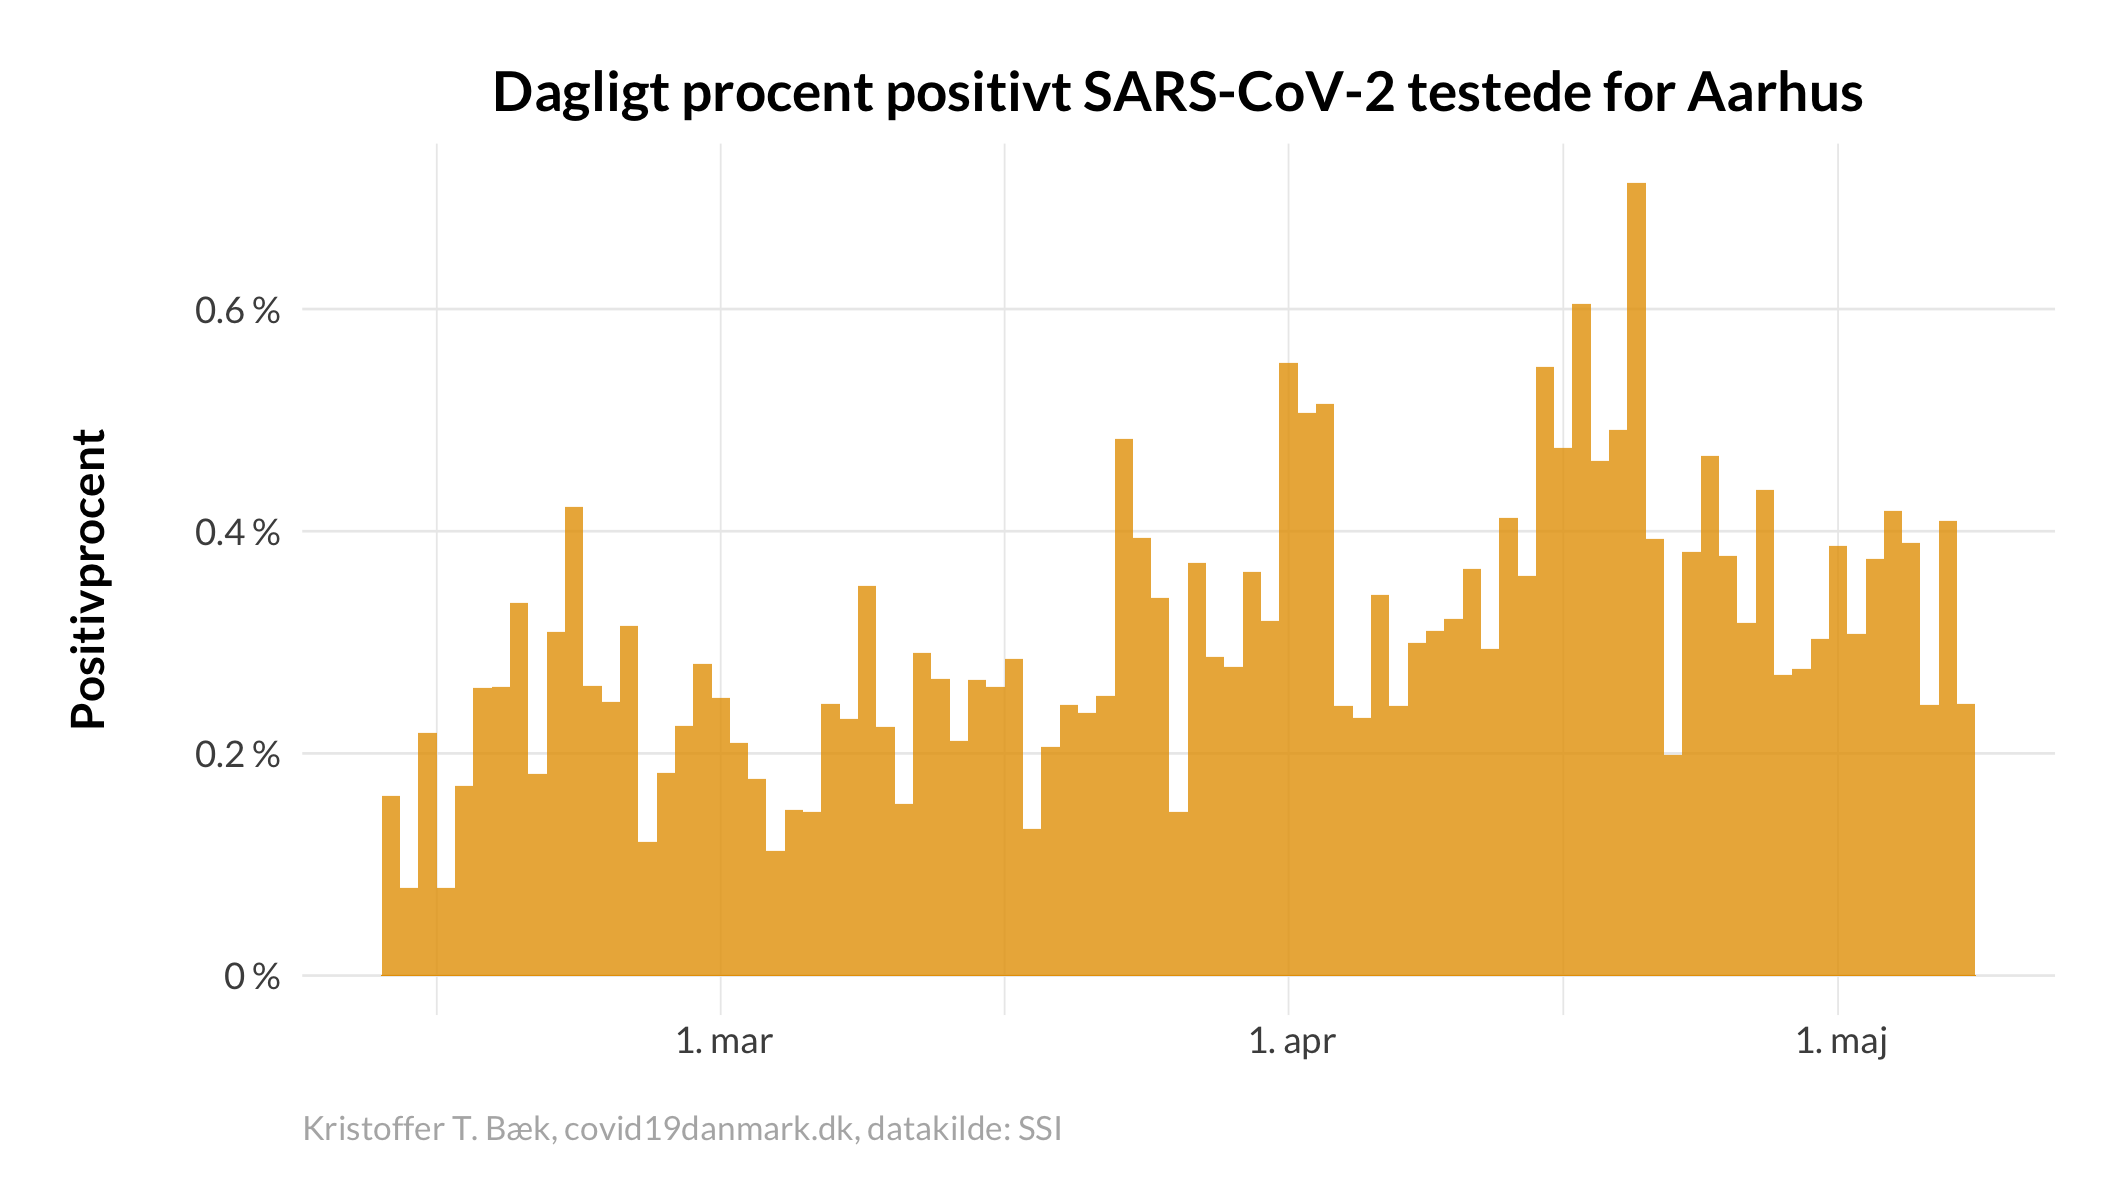 Dagligt procent positivt SARS-CoV-2 testede for Aarhus
Positivprocent
0.6 %
0.4 %
0.2 %
0 %
1. mar
1. apr
1. maj
Kristoffer T. Bæk, covid19danmark.dk, datakilde: SSI